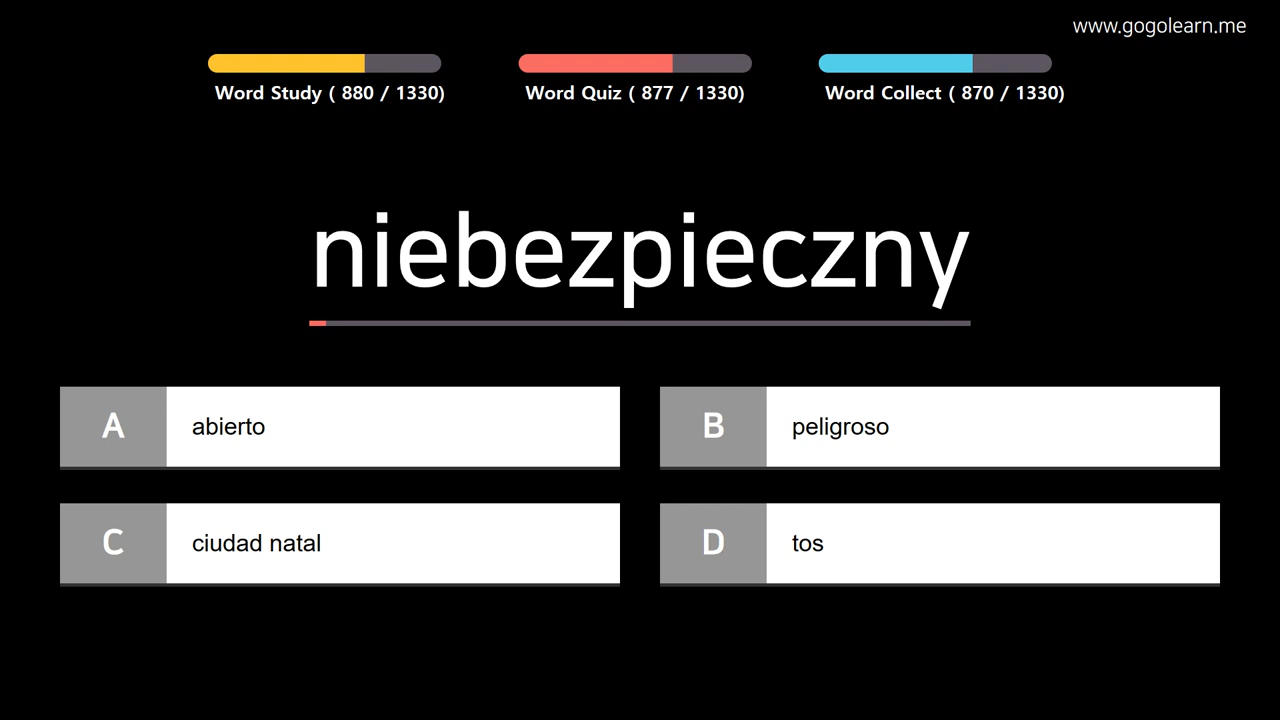 www.gogolearn.me
Word Study ( 880 / 1330)
Word Quiz ( 877 / 1330)
Word Collect ( 870 / 1330)
niebezpieczny
A abierto
B peligroso
C ciudad natal
D tos